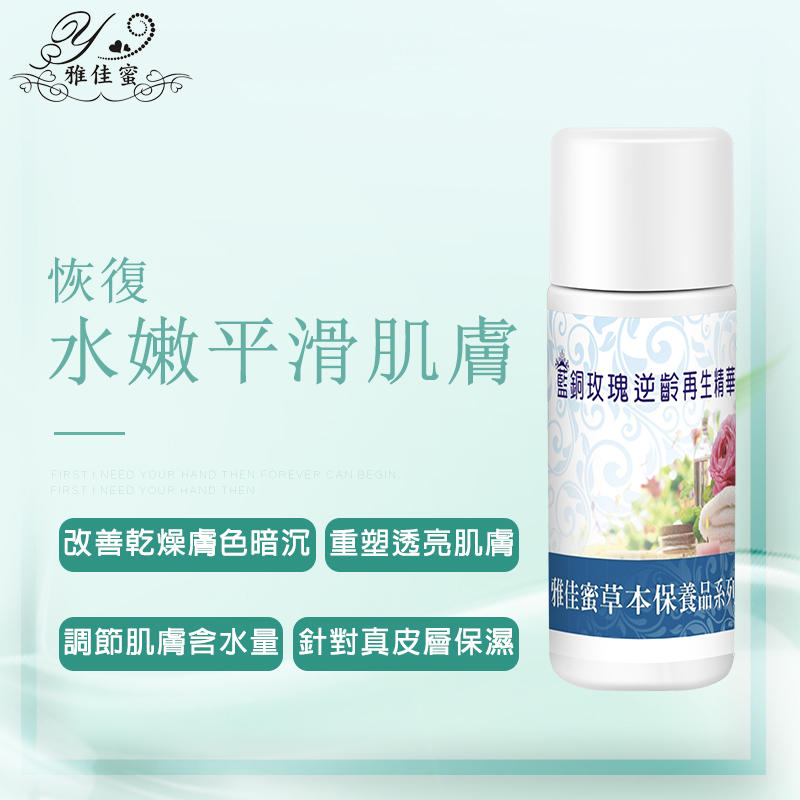 雅佳蜜
恢復
水嫩平滑肌膚
FIRST I NEED YOUR HAND THEN FOREVER CAN BEGIN.
FIRST I NEED YOUR HAND THEN
改善乾燥膚色暗沉
重塑透亮肌膚
調節肌膚含水量
針對真皮層保濕
藍銅玫瑰逆齡再生精華
雅佳蜜草本保養品系列